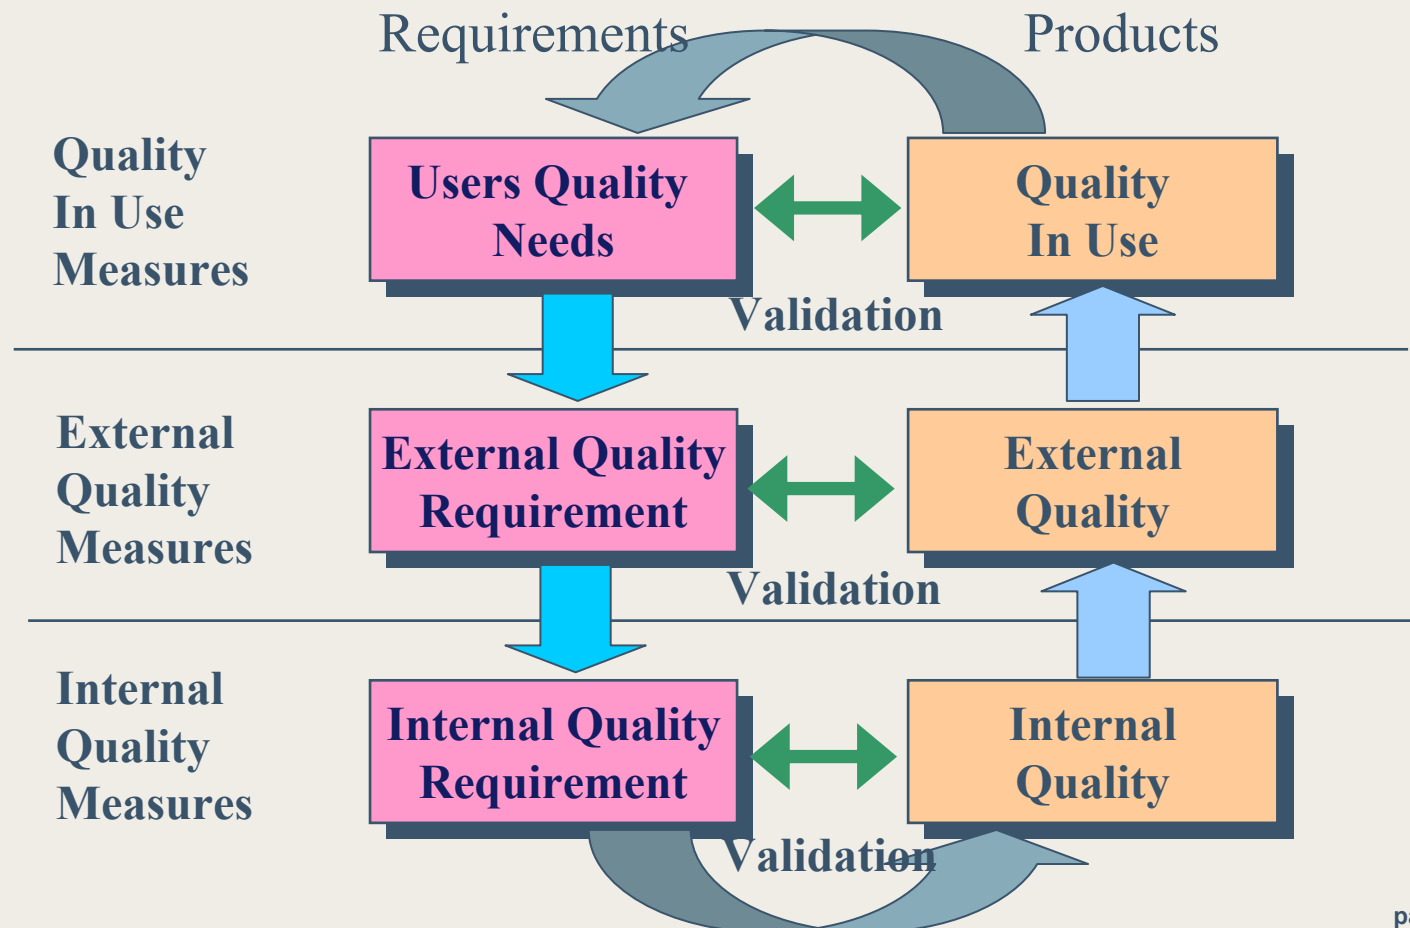 Requirements
Products
Quality
In Use
Measures
Users Quality
Needs
Quality
In Use
Validation
External
Quality
Measures
External Quality
Requirement
External
Quality
Validation
Internal
Quality
Measures
Internal Quality
Requirement
Internal
Quality
Validation